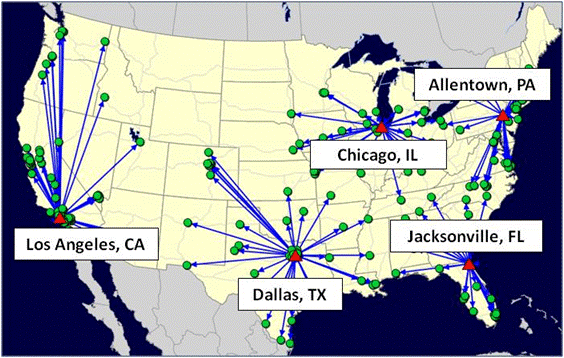 Allentown, PA
Chicago, IL
Los Angeles, CA
Jacksonville, FL
Dallas, TX